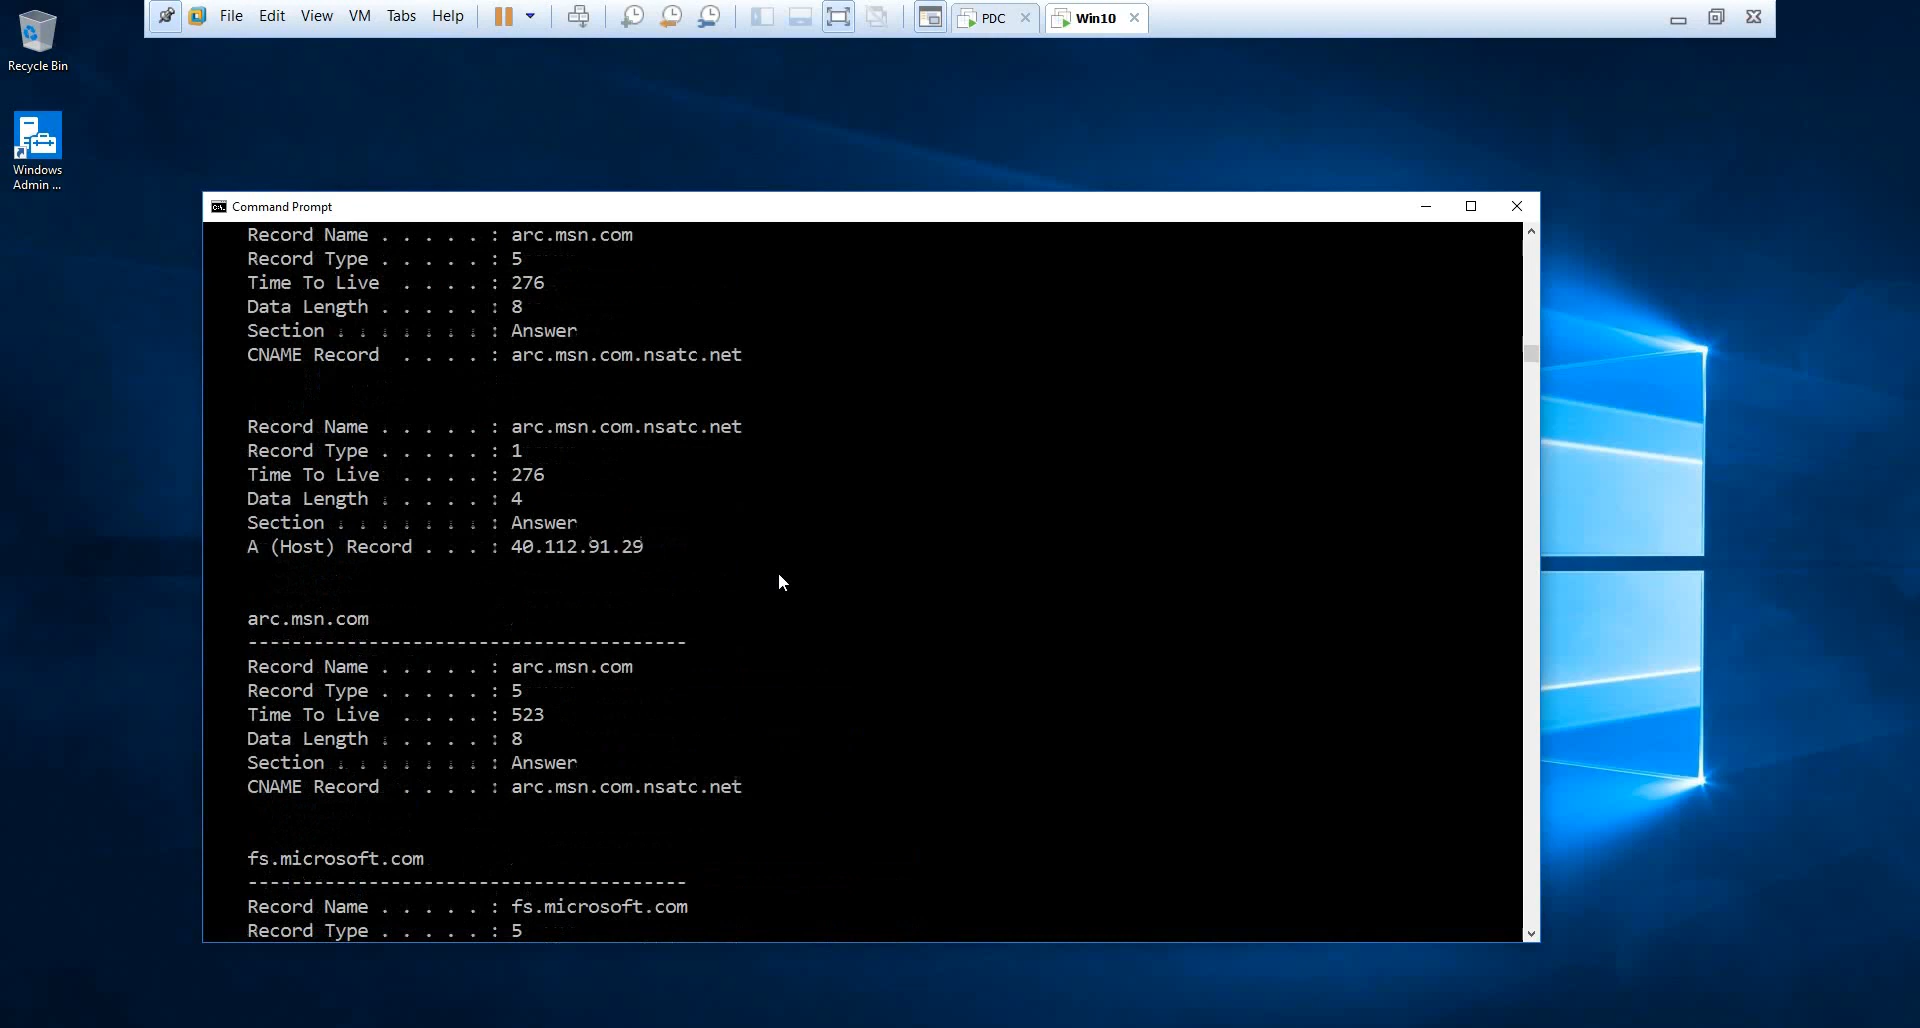 File Edit View VM Tabs Help PDC Win10
Recycle Bin
Windows
Admin ...
Command Prompt
Record Name . . . . . : arc.msn.com
Record Type . . . . . : 5
Time To Live  . . . . : 276
Data Length . . . . . : 8
Section . . . . . . . : Answer
CNAME Record  . . . . : arc.msn.com.nsatc.net
Record Name . . . . . : arc.msn.com.nsatc.net
Record Type . . . . . : 1
Time To Live  . . . . : 276
Data Length . . . . . : 4
Section . . . . . . . : Answer
A (Host) Record . . . : 40.112.91.29
arc.msn.com
----------------------------------------
Record Name . . . . . : arc.msn.com
Record Type . . . . . : 5
Time To Live  . . . . : 523
Data Length . . . . . : 8
Section . . . . . . . : Answer
CNAME Record  . . . . : arc.msn.com.nsatc.net
fs.microsoft.com
----------------------------------------
Record Name . . . . . : fs.microsoft.com
Record Type . . . . . : 5